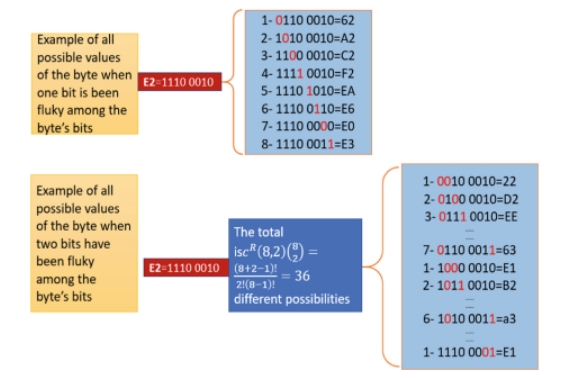 Example of all
possible values
of the byte when
one bit is been
fluky among the
byte's bits
E2=1110 0010
1- 0110 0010=62
2- 1010 0010=A2
3- 1100 0010=C2
4- 1111 0010=F2
5- 1110 1010=EA
6- 1110 0110=E6
7- 1110 0000=E0
8- 1110 0011=E3
Example of all
possible values
of the byte when
two bits have
been fluky
among the
byte's bits
E2=1110 0010
The total
isc^R(8,2)(8 2) =
(8+2−1)!/2!(8−1)! = 36
different possibilities
1- 0010 0010=22
2- 0100 0010=D2
3- 0111 0010=EE
...
7- 0110 0011=63
1- 1000 0010=E1
2- 1011 0010=B2
...
...
6- 1010 0011=a3
...
...
1- 1110 0001=E1